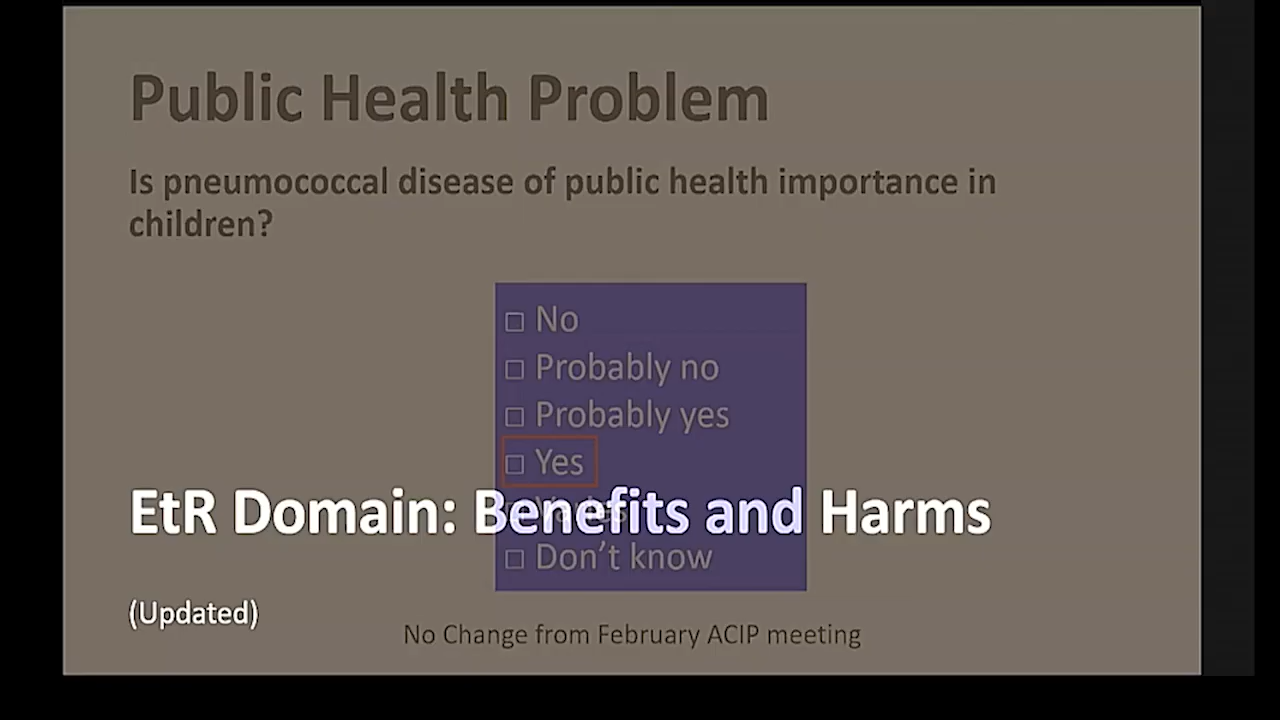 Public Health Problem
Is pneumococcal disease of public health importance in
children?
□ No
□ Probably no
□ Probably yes
□ Yes
EtR Domain: Benefits and Harms
□ Varies
□ Don’t know
(Updated)
No Change from February ACIP meeting